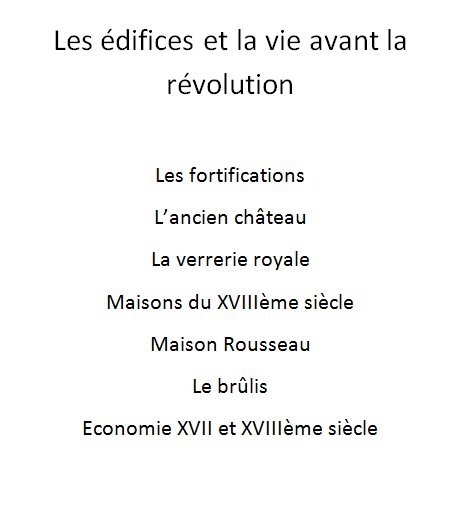 Les édifices et la vie avant la
révolution
Les fortifications
L’ancien château
La verrerie royale
Maisons du XVIIIème siècle
Maison Rousseau
Le brûlis
Economie XVII et XVIIIème siècle